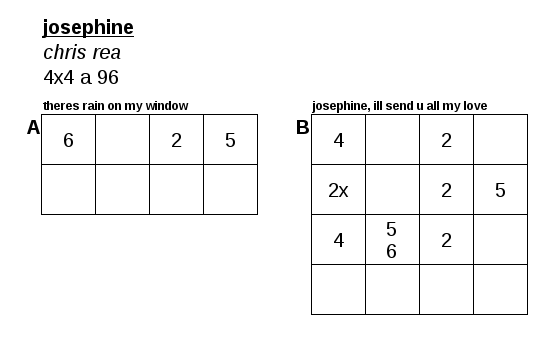 josephine
chris rea
4x4 a 96
theres rain on my window
A
6 2 5
josephine, ill send u all my love
B
4 2
2x 2 5
4 5 2
6